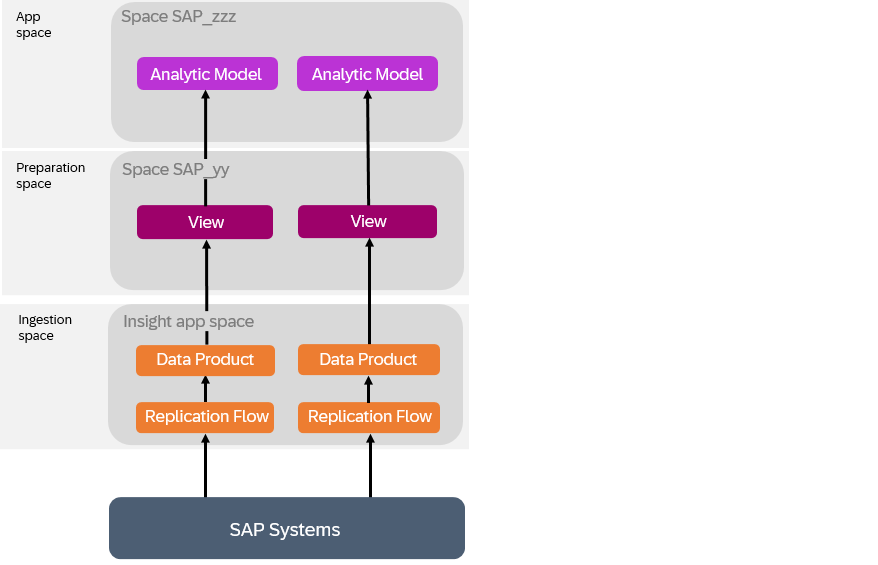 App
space
Space SAP_zzz
Analytic Model
Analytic Model
Preparation
space
Space SAP_yy
View
View
Ingestion
space
Insight app space
Data Product
Data Product
Replication Flow
Replication Flow
SAP Systems